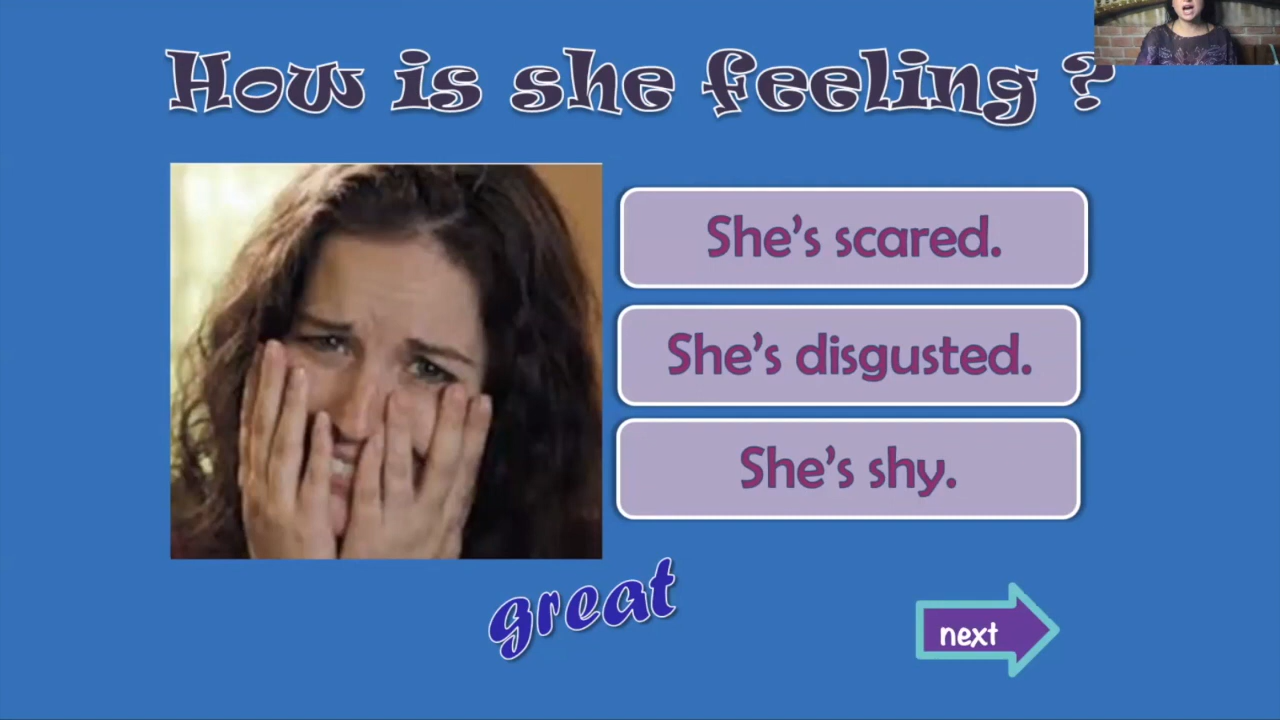 How is she feeling ?
She's scared.
She's disgusted.
She's shy.
great
next